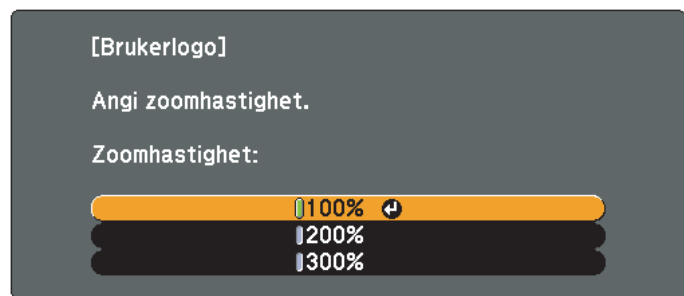 [Brukerlogo]
Angi zoomhastighet.
Zoomhastighet:
100%
200%
300%